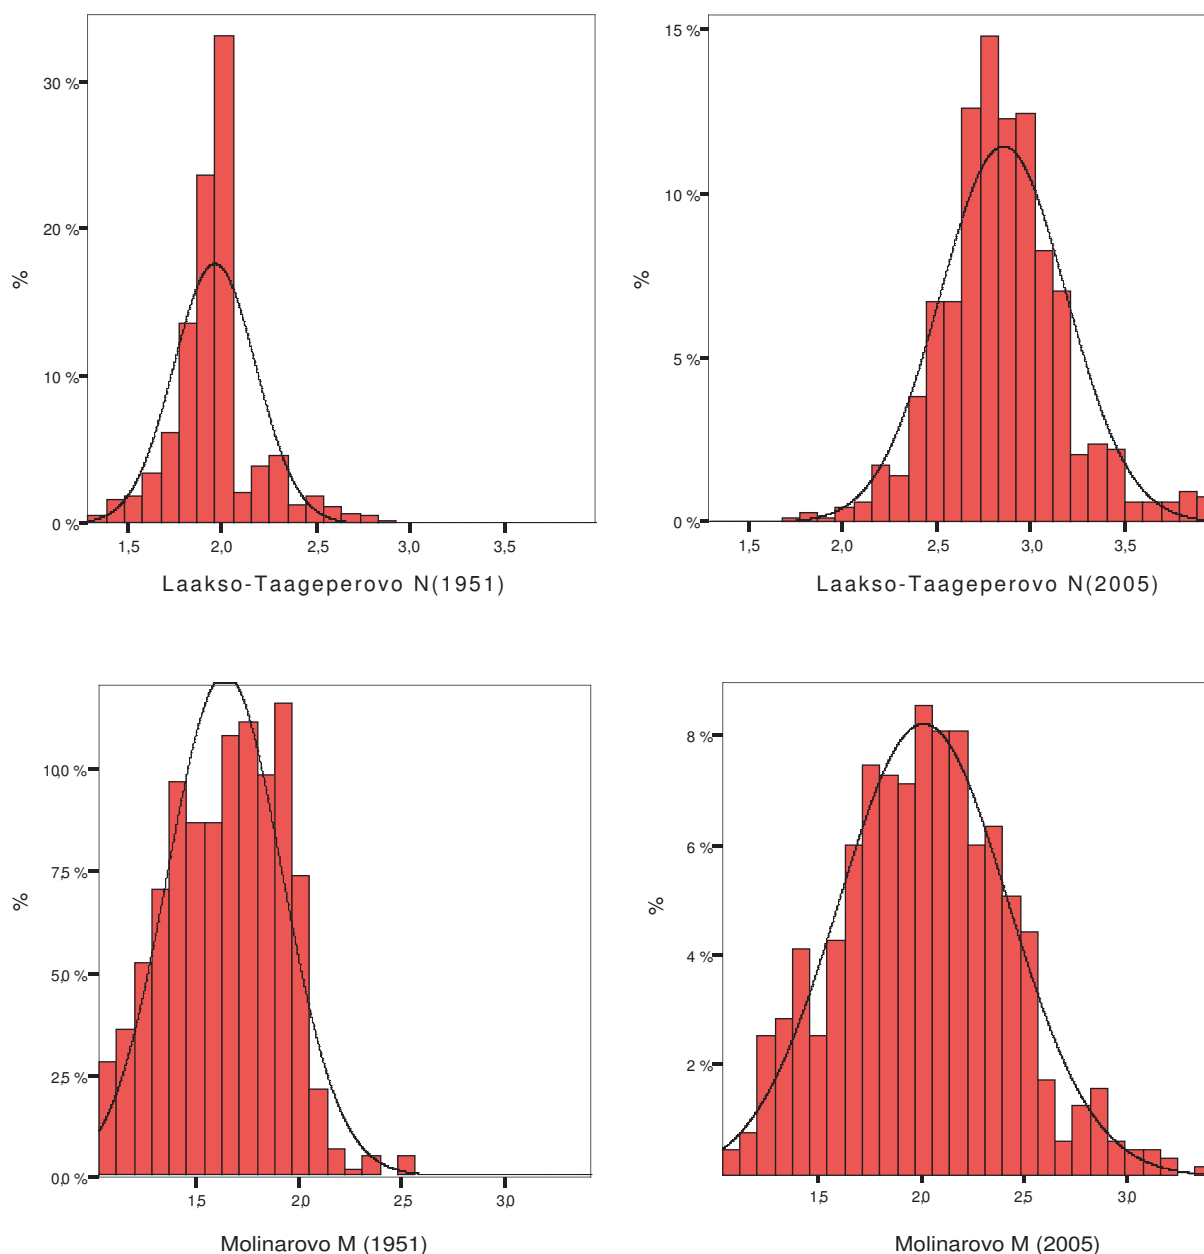 30 %
20 %
10 %
0 %
%
1,5 2,0 2,5 3,0 3,5
Laakso-Taageperovo N(1951)
15 %
10 %
5 %
0 %
%
1,5 2,0 2,5 3,0 3,5
Laakso-Taageperovo N(2005)
10,0 %
7,5 %
5,0 %
2,5 %
0,0 %
%
1,5 2,0 2,5 3,0
Molinarovo M (1951)
8 %
6 %
4 %
2 %
%
1,5 2,0 2,5 3,0
Molinarovo M (2005)